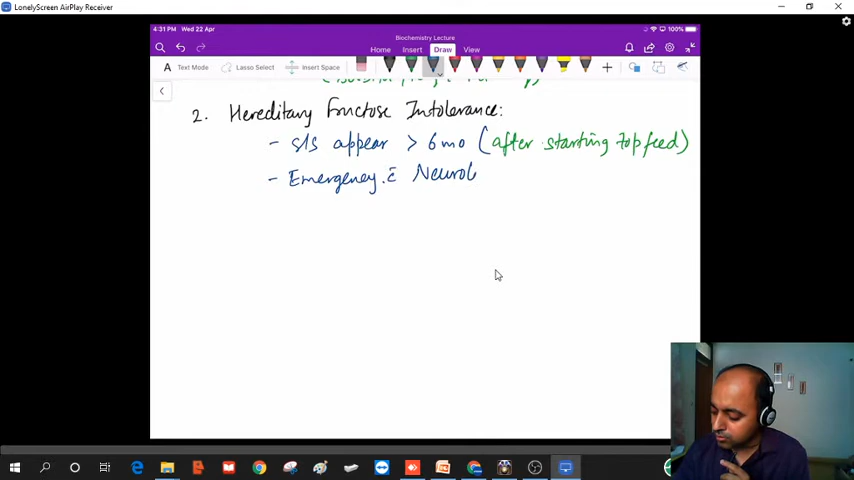 LonelyScreen AirPlay Receiver
4:31 PM Wed 22 Apr
100%
Biochemistry Lecture
Home Insert Draw View
Text Mode Lasso Select Insert Space
2. Hereditary Fructose Intolerance:
- s/s appear > 6 mo (after starting top feed)
- Emergency c̄ Neurol